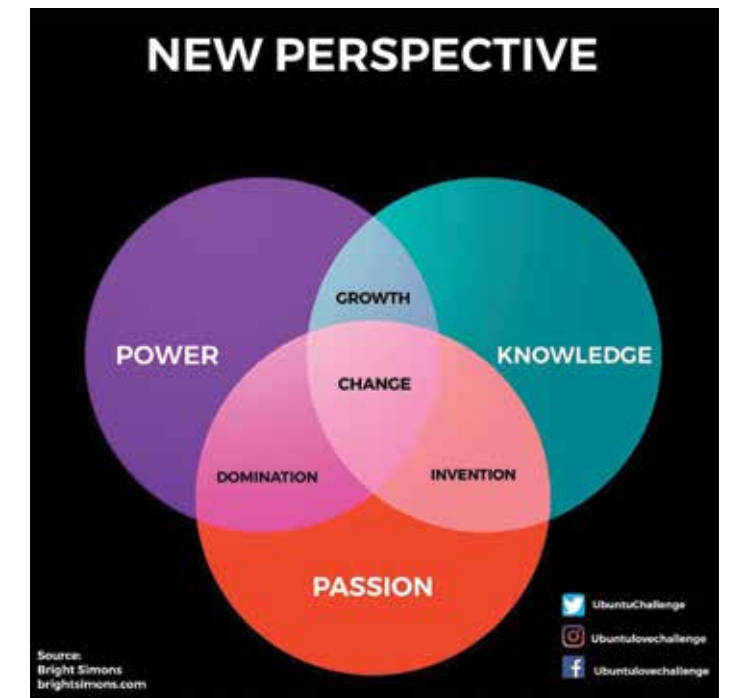 NEW PERSPECTIVE
GROWTH
POWER
KNOWLEDGE
CHANGE
DOMINATION
INVENTION
PASSION
UbuntuChallenge
Ubuntulovechallenge
Ubuntulovechallenge
Source:
Bright Simons
brightsimons.com